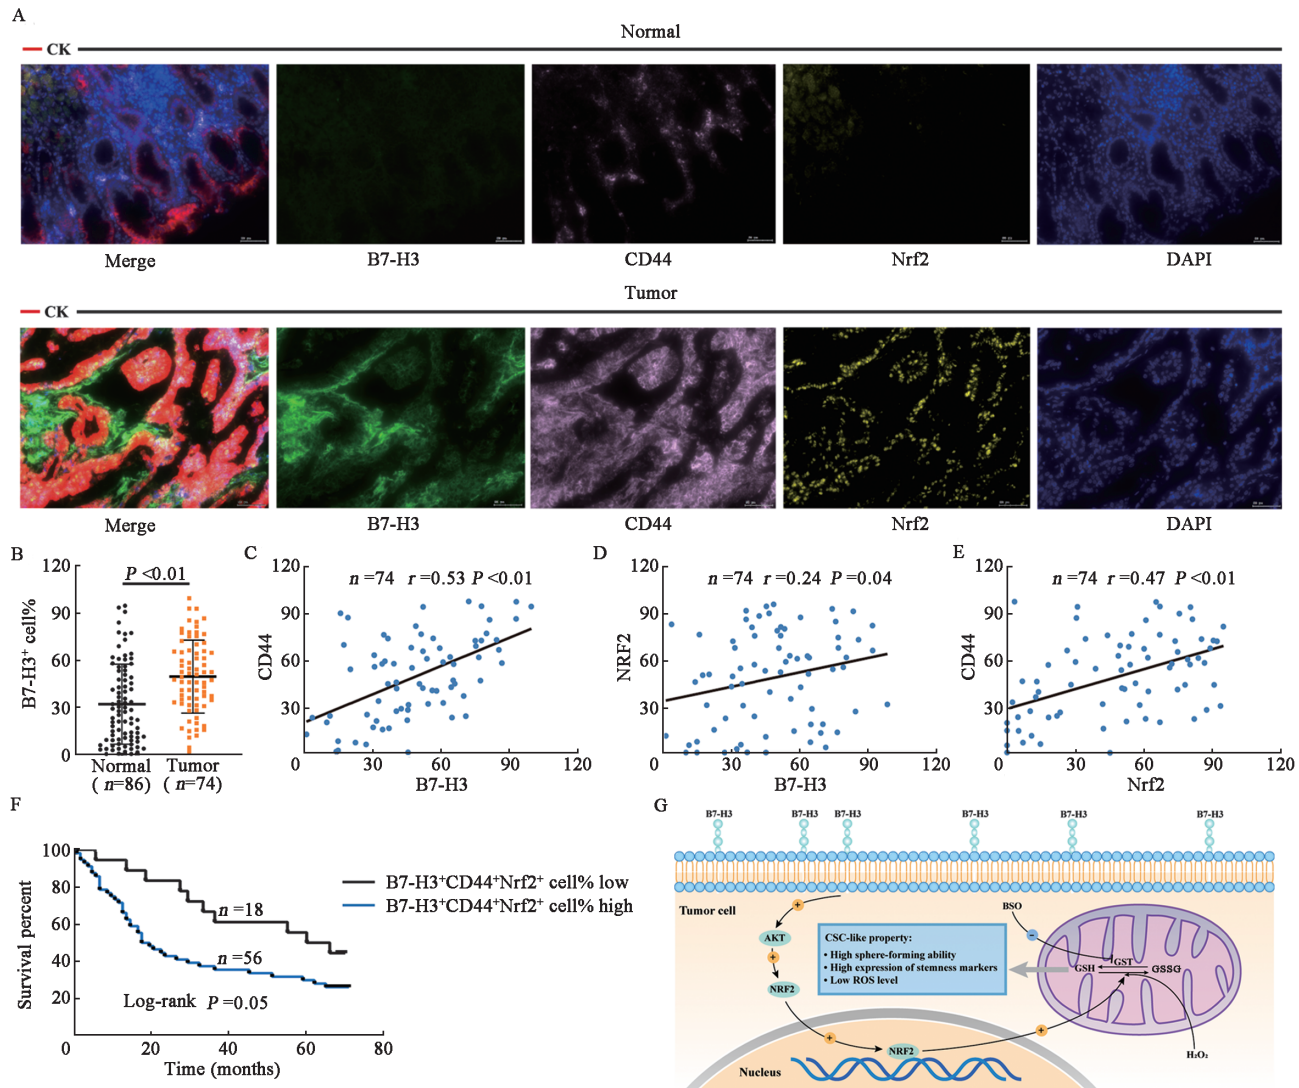 A
Normal
CK
Merge
B7-H3
CD44
Nrf2
DAPI
Tumor
CK
Merge
B7-H3
CD44
Nrf2
DAPI
B
B7-H3+ cell%
120
90
60
30
0
P <0.01
Normal
( n=86)
Tumor
( n=74)
C
CD44
120
90
60
30
n =74 r =0.53 P <0.01
0
30
60
90
120
B7-H3
D
NRF2
120
90
60
30
n =74 r =0.24 P =0.04
0
30
60
90
120
B7-H3
E
CD44
120
90
60
30
n =74 r =0.47 P <0.01
0
30
60
90
120
Nrf2
F
Survival percent
100
80
60
40
20
B7-H3+CD44+Nrf2+ cell% low
B7-H3+CD44+Nrf2+ cell% high
n =18
n =56
Log-rank P =0.05
0
20
40
60
80
Time (months)
G
B7-H3
B7-H3
B7-H3
B7-H3
B7-H3
B7-H3
Tumor cell
+
AKT
+
NRF2
CSC-like property:
• High sphere-forming ability
• High expression of stemness markers
• Low ROS level
BSO
−
GST
GSH
GSSG
+
+
NRF2
H₂O₂
Nucleus